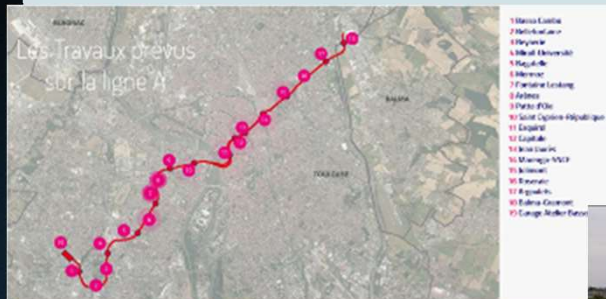 BLAGNAC
Les Travaux prévus
sur la ligne A
BALMA
TOULOUSE
1 Basso Cambo
2 Bellefontaine
3 Reynerie
4 Mirail-Université
5 Bagatelle
6 Mermoz
7 Fontaine Lestang
8 Arènes
9 Patte d'Oie
10 Saint Cyprien-République
11 Esquirol
12 Capitole
13 Jean Jaurès
14 Marengo-SNCF
15 Jolimont
16 Roseraie
17 Argoulets
18 Balma-Gramont
19 Garage Atelier Basso